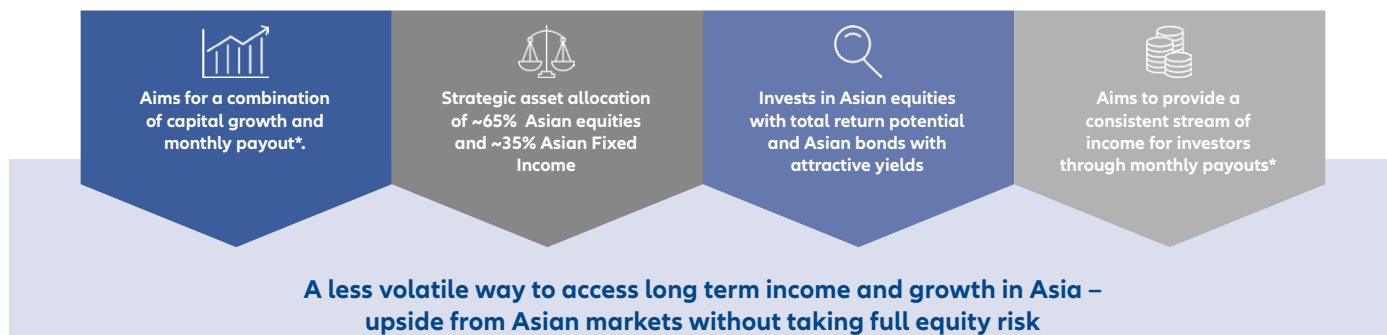 Aims for a combination
of capital growth and
monthly payout*.
Strategic asset allocation
of ~65% Asian equities
and ~35% Asian Fixed
Income
Invests in Asian equities
with total return potential
and Asian bonds with
attractive yields
Aims to provide a
consistent stream of
income for investors
through monthly payouts*
A less volatile way to access long term income and growth in Asia –
upside from Asian markets without taking full equity risk